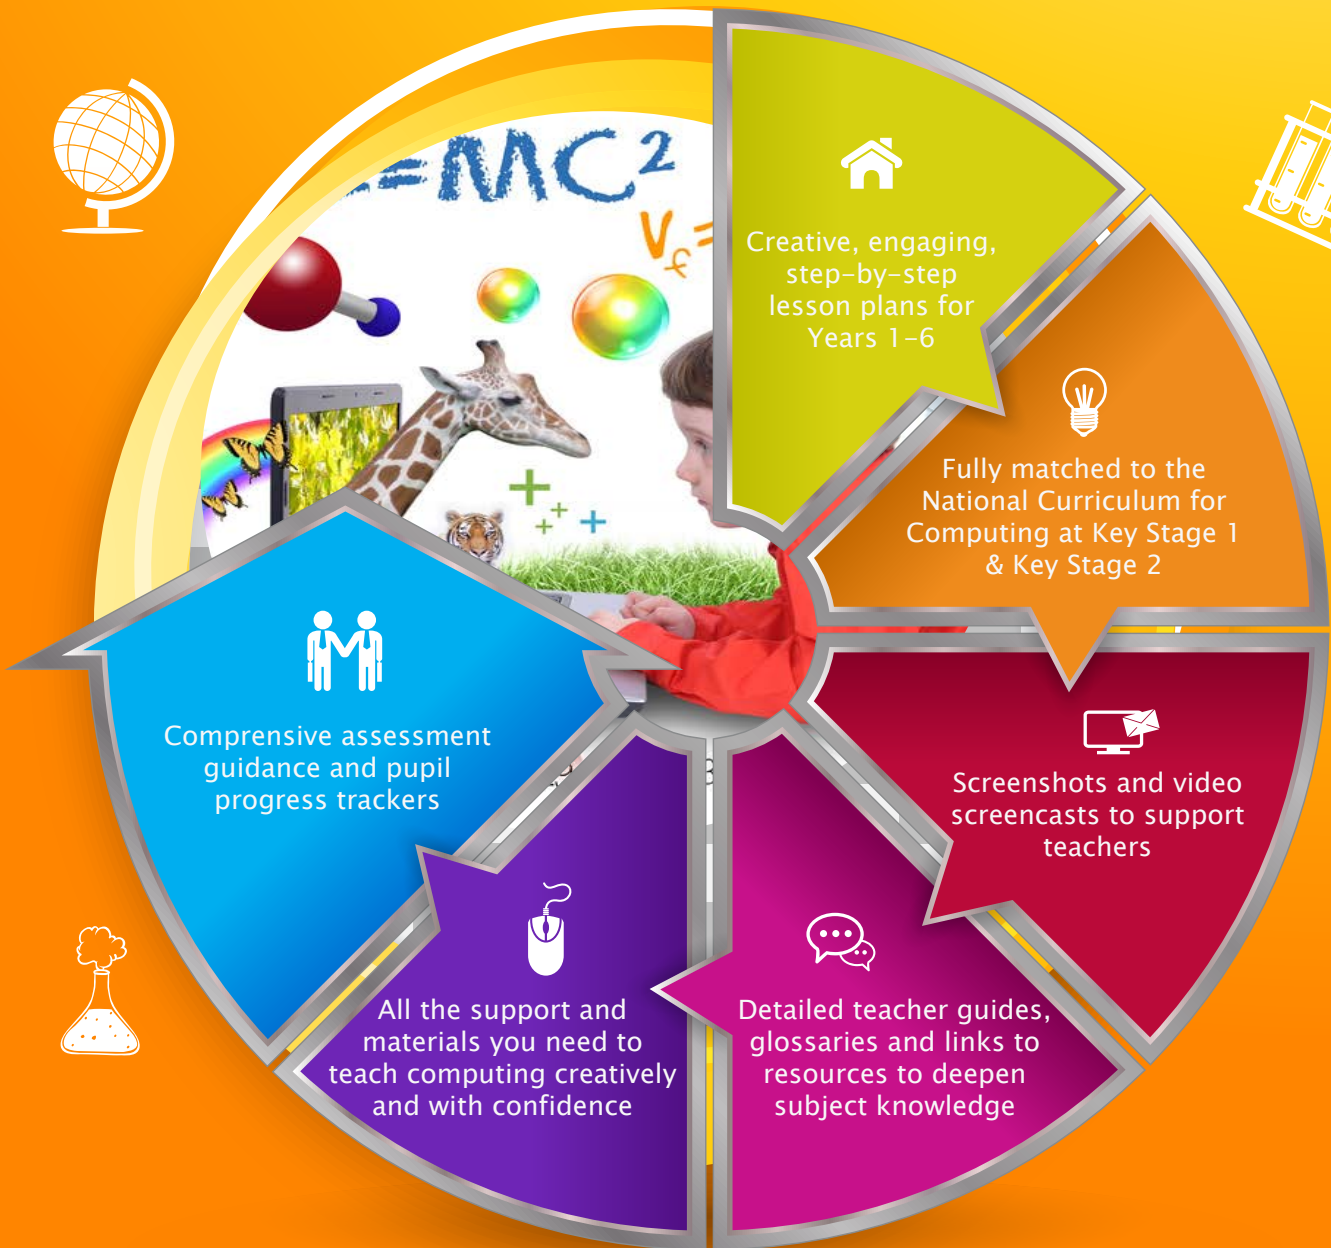 =MC²
Vf=
Creative, engaging,
step-by-step
lesson plans for
Years 1-6
Fully matched to the
National Curriculum for
Computing at Key Stage 1
& Key Stage 2
Screenshots and video
screencasts to support
teachers
Detailed teacher guides,
glossaries and links to
resources to deepen
subject knowledge
All the support and
materials you need to
teach computing creatively
and with confidence
Comprensive assessment
guidance and pupil
progress trackers